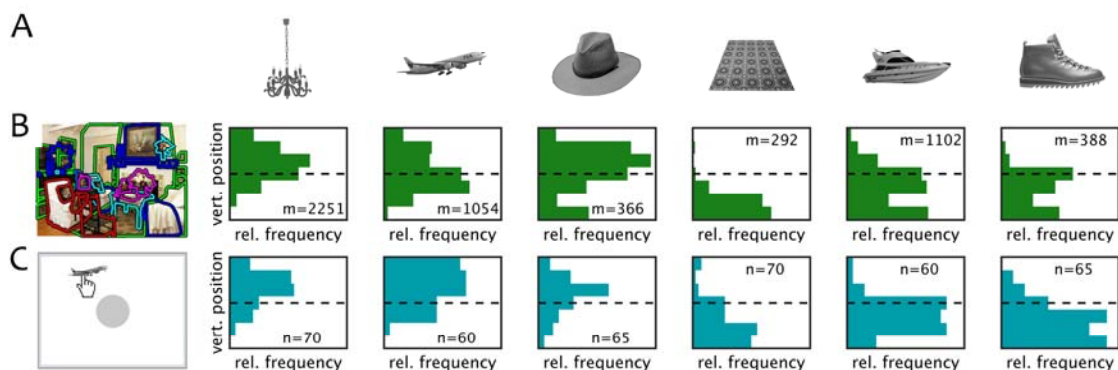 A
B
vert. position
m=2251
m=1054
m=366
m=292
m=1102
m=388
rel. frequency rel. frequency rel. frequency rel. frequency rel. frequency rel. frequency
C
vert. position
n=70
n=60
n=65
n=70
n=60
n=65
rel. frequency rel. frequency rel. frequency rel. frequency rel. frequency rel. frequency